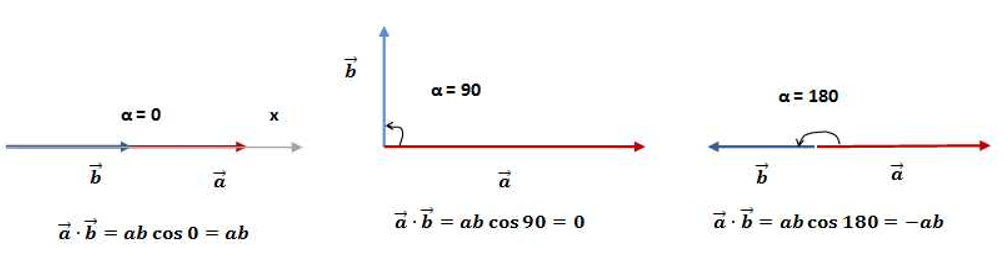 α = 0
x
b⃗
a⃗
a⃗ · b⃗ = ab cos 0 = ab
b⃗
α = 90
a⃗
a⃗ · b⃗ = ab cos 90 = 0
α = 180
b⃗
a⃗
a⃗ · b⃗ = ab cos 180 = −ab